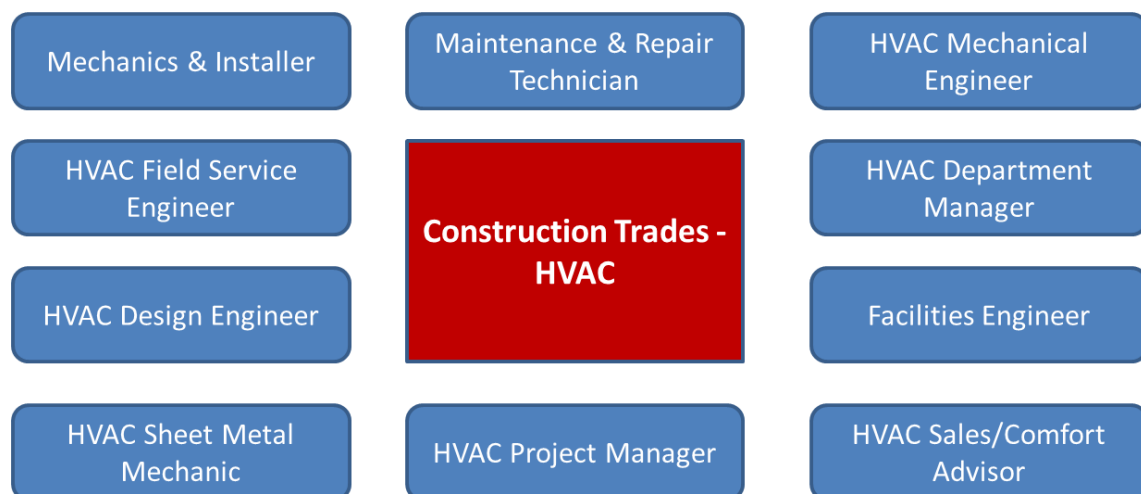 Mechanics & Installer
Maintenance & Repair
Technician
HVAC Mechanical
Engineer
HVAC Field Service
Engineer
Construction Trades -
HVAC
HVAC Department
Manager
HVAC Design Engineer
Facilities Engineer
HVAC Sheet Metal
Mechanic
HVAC Project Manager
HVAC Sales/Comfort
Advisor